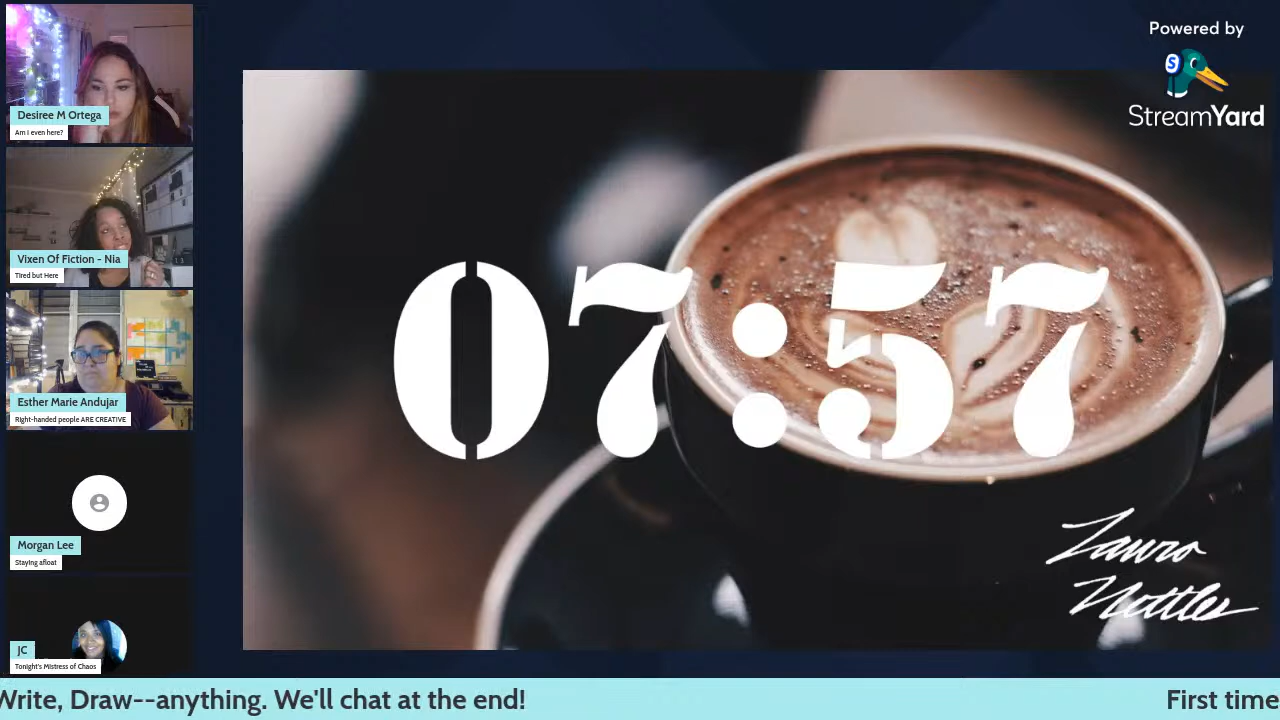 Desiree M Ortega
Am I even here?
Vixen Of Fiction - Nia
Tired but Here
Esther Marie Andujar
Right-handed people ARE CREATIVE
Morgan Lee
Staying afloat
JC
Tonight's Mistress of Chaos
Powered by
StreamYard
07:57
Write, Draw--anything. We'll chat at the end!
First time